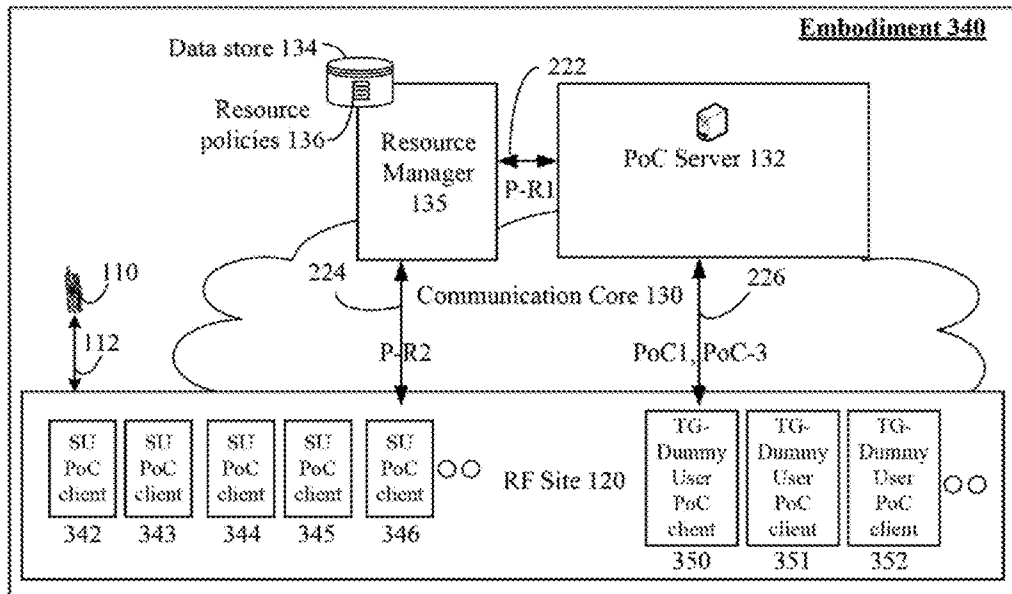 Embodiment 340
Data store 134
Resource
policies 136
Resource
Manager
135
222
P-R1
PoC Server 132
110
112
224
Communication Core 130
226
P-R2
PoC1, PoC-3
SU
PoC
client
342
SU
PoC
client
343
SU
PoC
client
344
SU
PoC
client
345
SU
PoC
client
346
RF Site 120
TG-
Dummy
User
PoC
client
350
TG-
Dummy
User
PoC
client
351
TG-
Dummy
User
PoC
client
352